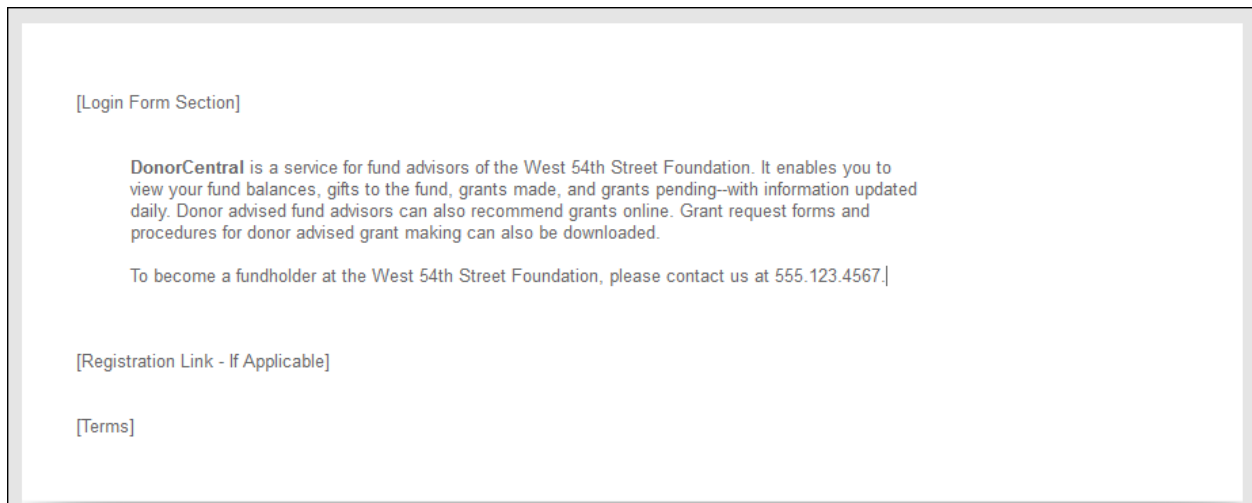 [Login Form Section]
DonorCentral is a service for fund advisors of the West 54th Street Foundation. It enables you to
view your fund balances, gifts to the fund, grants made, and grants pending--with information updated
daily. Donor advised fund advisors can also recommend grants online. Grant request forms and
procedures for donor advised grant making can also be downloaded.
To become a fundholder at the West 54th Street Foundation, please contact us at 555.123.4567.
[Registration Link - If Applicable]
[Terms]